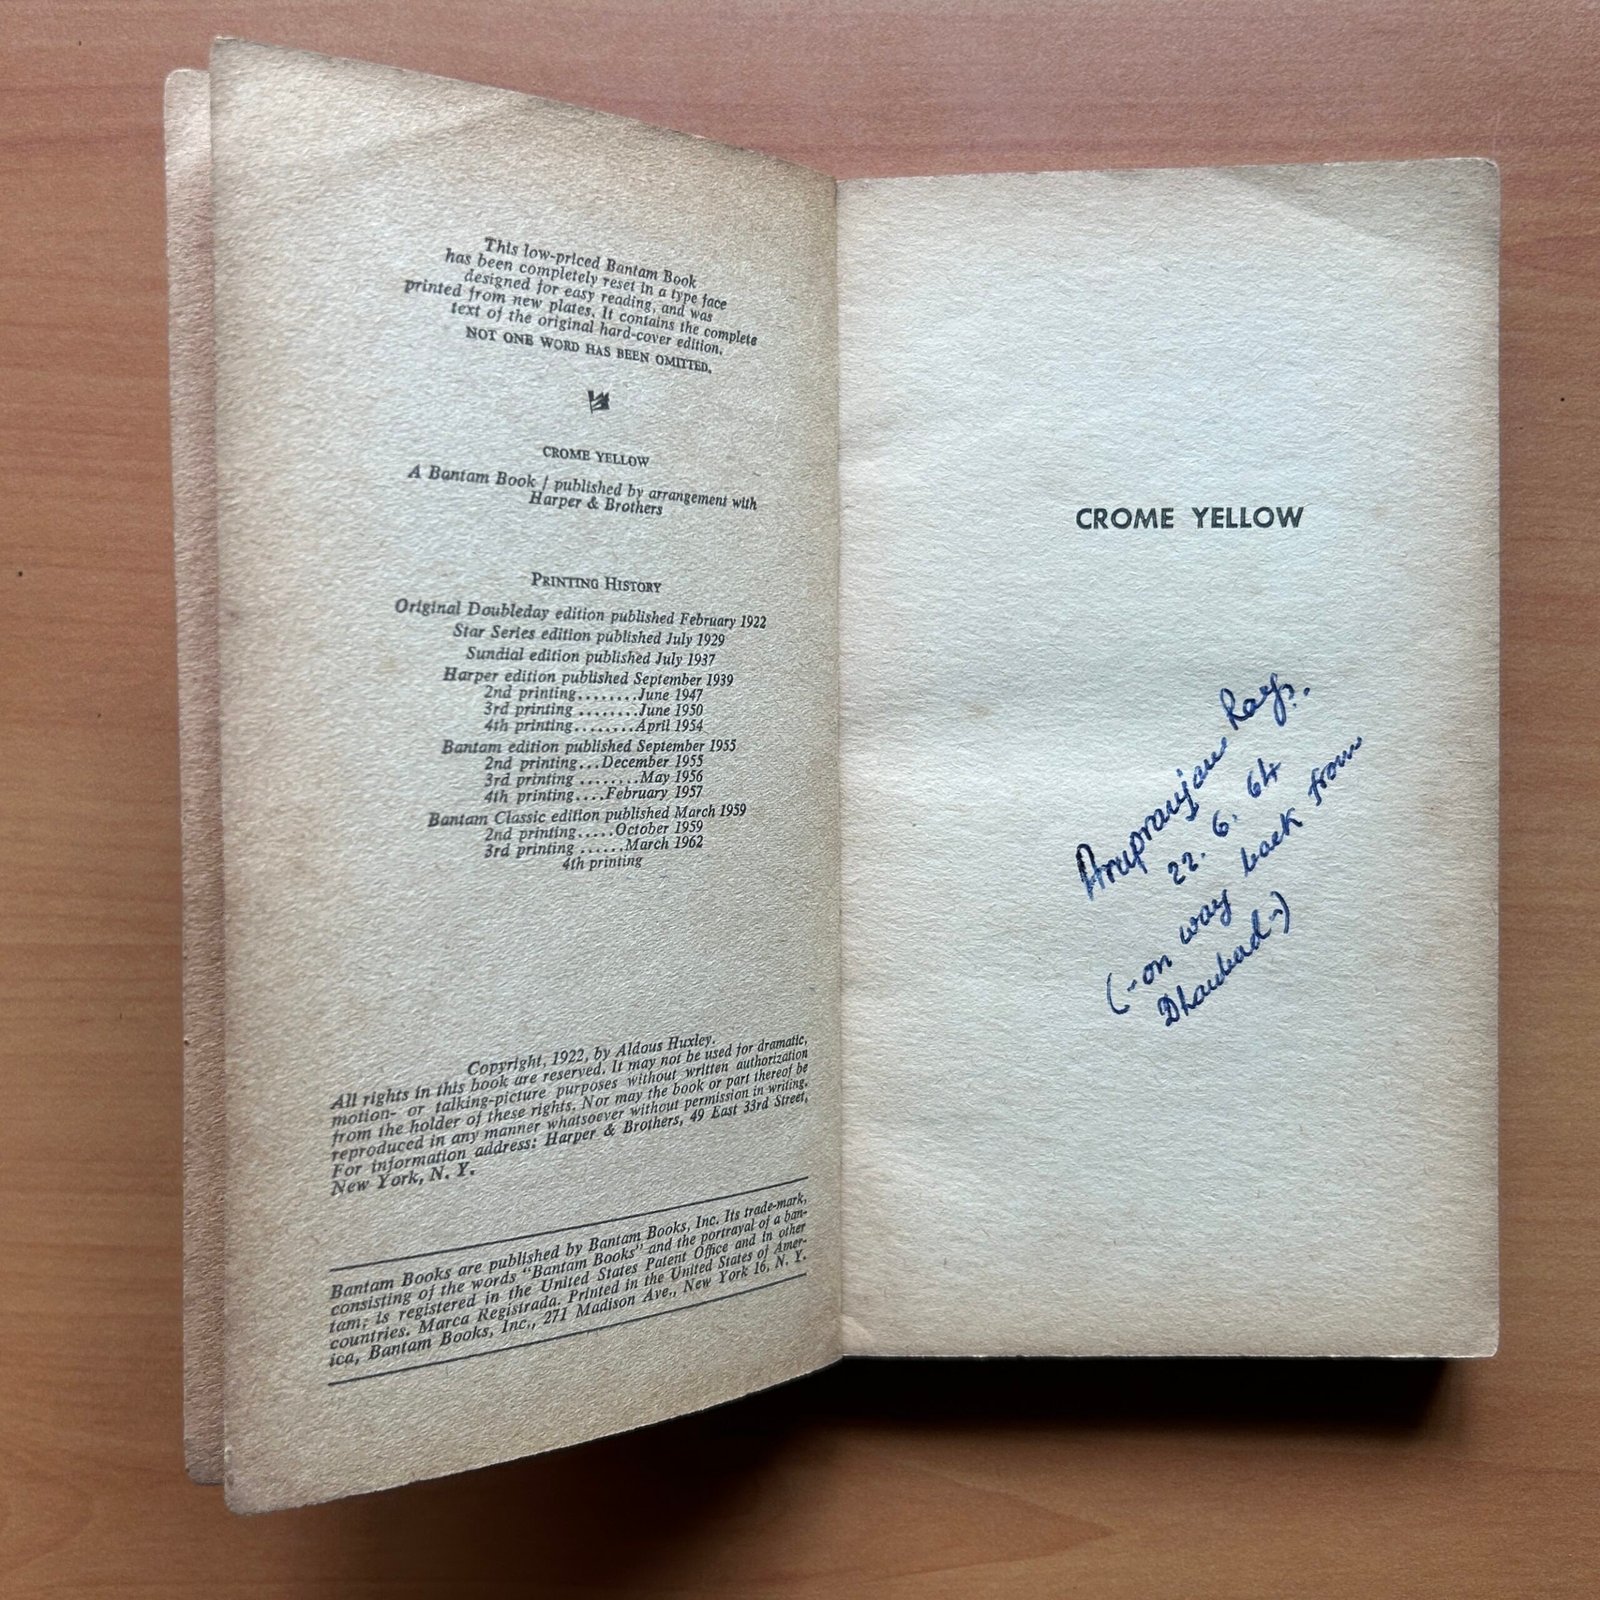 This low-priced Bantam Book
has been completely reset in a type face
designed for easy reading, and was
printed from new plates. It contains the complete
text of the original hard-cover edition.
NOT ONE WORD HAS BEEN OMITTED.
CROME YELLOW
A Bantam Book / published by arrangement with
Harper & Brothers
PRINTING HISTORY
Original Doubleday edition published February 1922
Star Series edition published July 1929
Sundial edition published July 1937
Harper edition published September 1939
2nd printing........June 1947
3rd printing ........June 1950
4th printing........April 1954
Bantam edition published September 1955
2nd printing...December 1955
3rd printing ........May 1956
4th printing....February 1957
Bantam Classic edition published March 1959
2nd printing.....October 1959
3rd printing ......March 1962
4th printing
Copyright, 1922, by Aldous Huxley.
All rights in this book are reserved. It may not be used for dramatic,
motion- or talking-picture purposes without written authorization
from the holder of these rights. Nor may the book or part thereof be
reproduced in any manner whatsoever without permission in writing.
For information address: Harper & Brothers, 49 East 33rd Street,
New York, N. Y.
Bantam Books are published by Bantam Books, Inc. Its trade-mark,
consisting of the words "Bantam Books" and the portrayal of a ban-
tam, is registered in the United States Patent Office and in other
countries. Marca Registrada. Printed in the United States of Amer-
ica, Bantam Books, Inc., 271 Madison Ave., New York 16, N. Y.
CROME YELLOW
Anupranjan Ray.
22. 6. 64
(-on way back from
Dhanbad-)